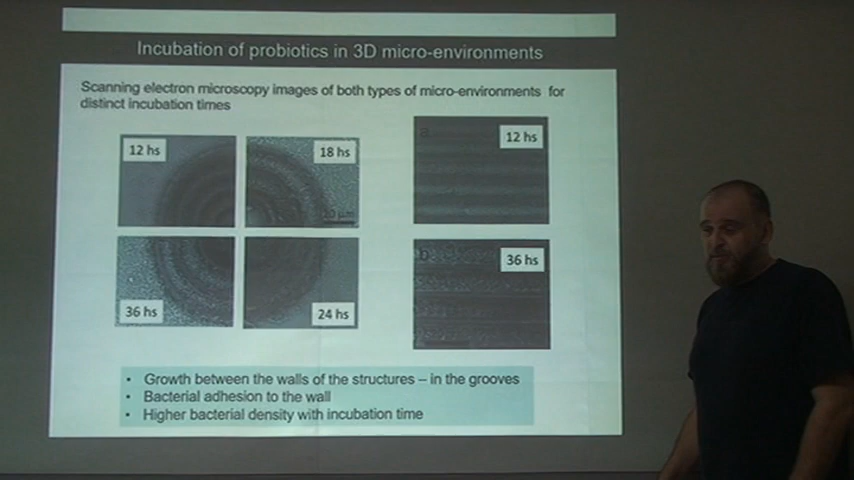 Incubation of probiotics in 3D micro-environments
Scanning electron microscopy images of both types of micro-environments for
distinct incubation times
12 hs
18 hs
20 µm
36 hs
24 hs
a
12 hs
b
36 hs
• Growth between the walls of the structures – in the grooves
• Bacterial adhesion to the wall
• Higher bacterial density with incubation time